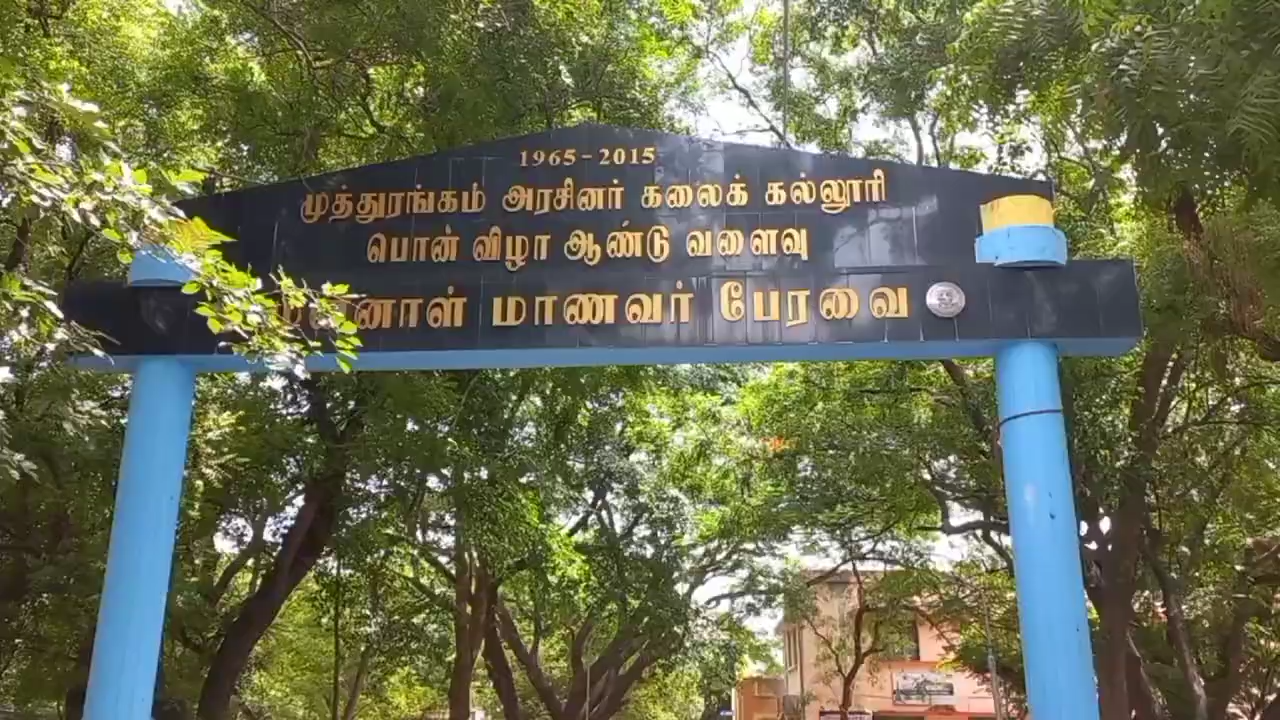 1965-2015
முத்துரங்கம் அரசினர் கலைக் கல்லூரி
பொன் விழா ஆண்டு வளைவு
மாணவர் பேரவை